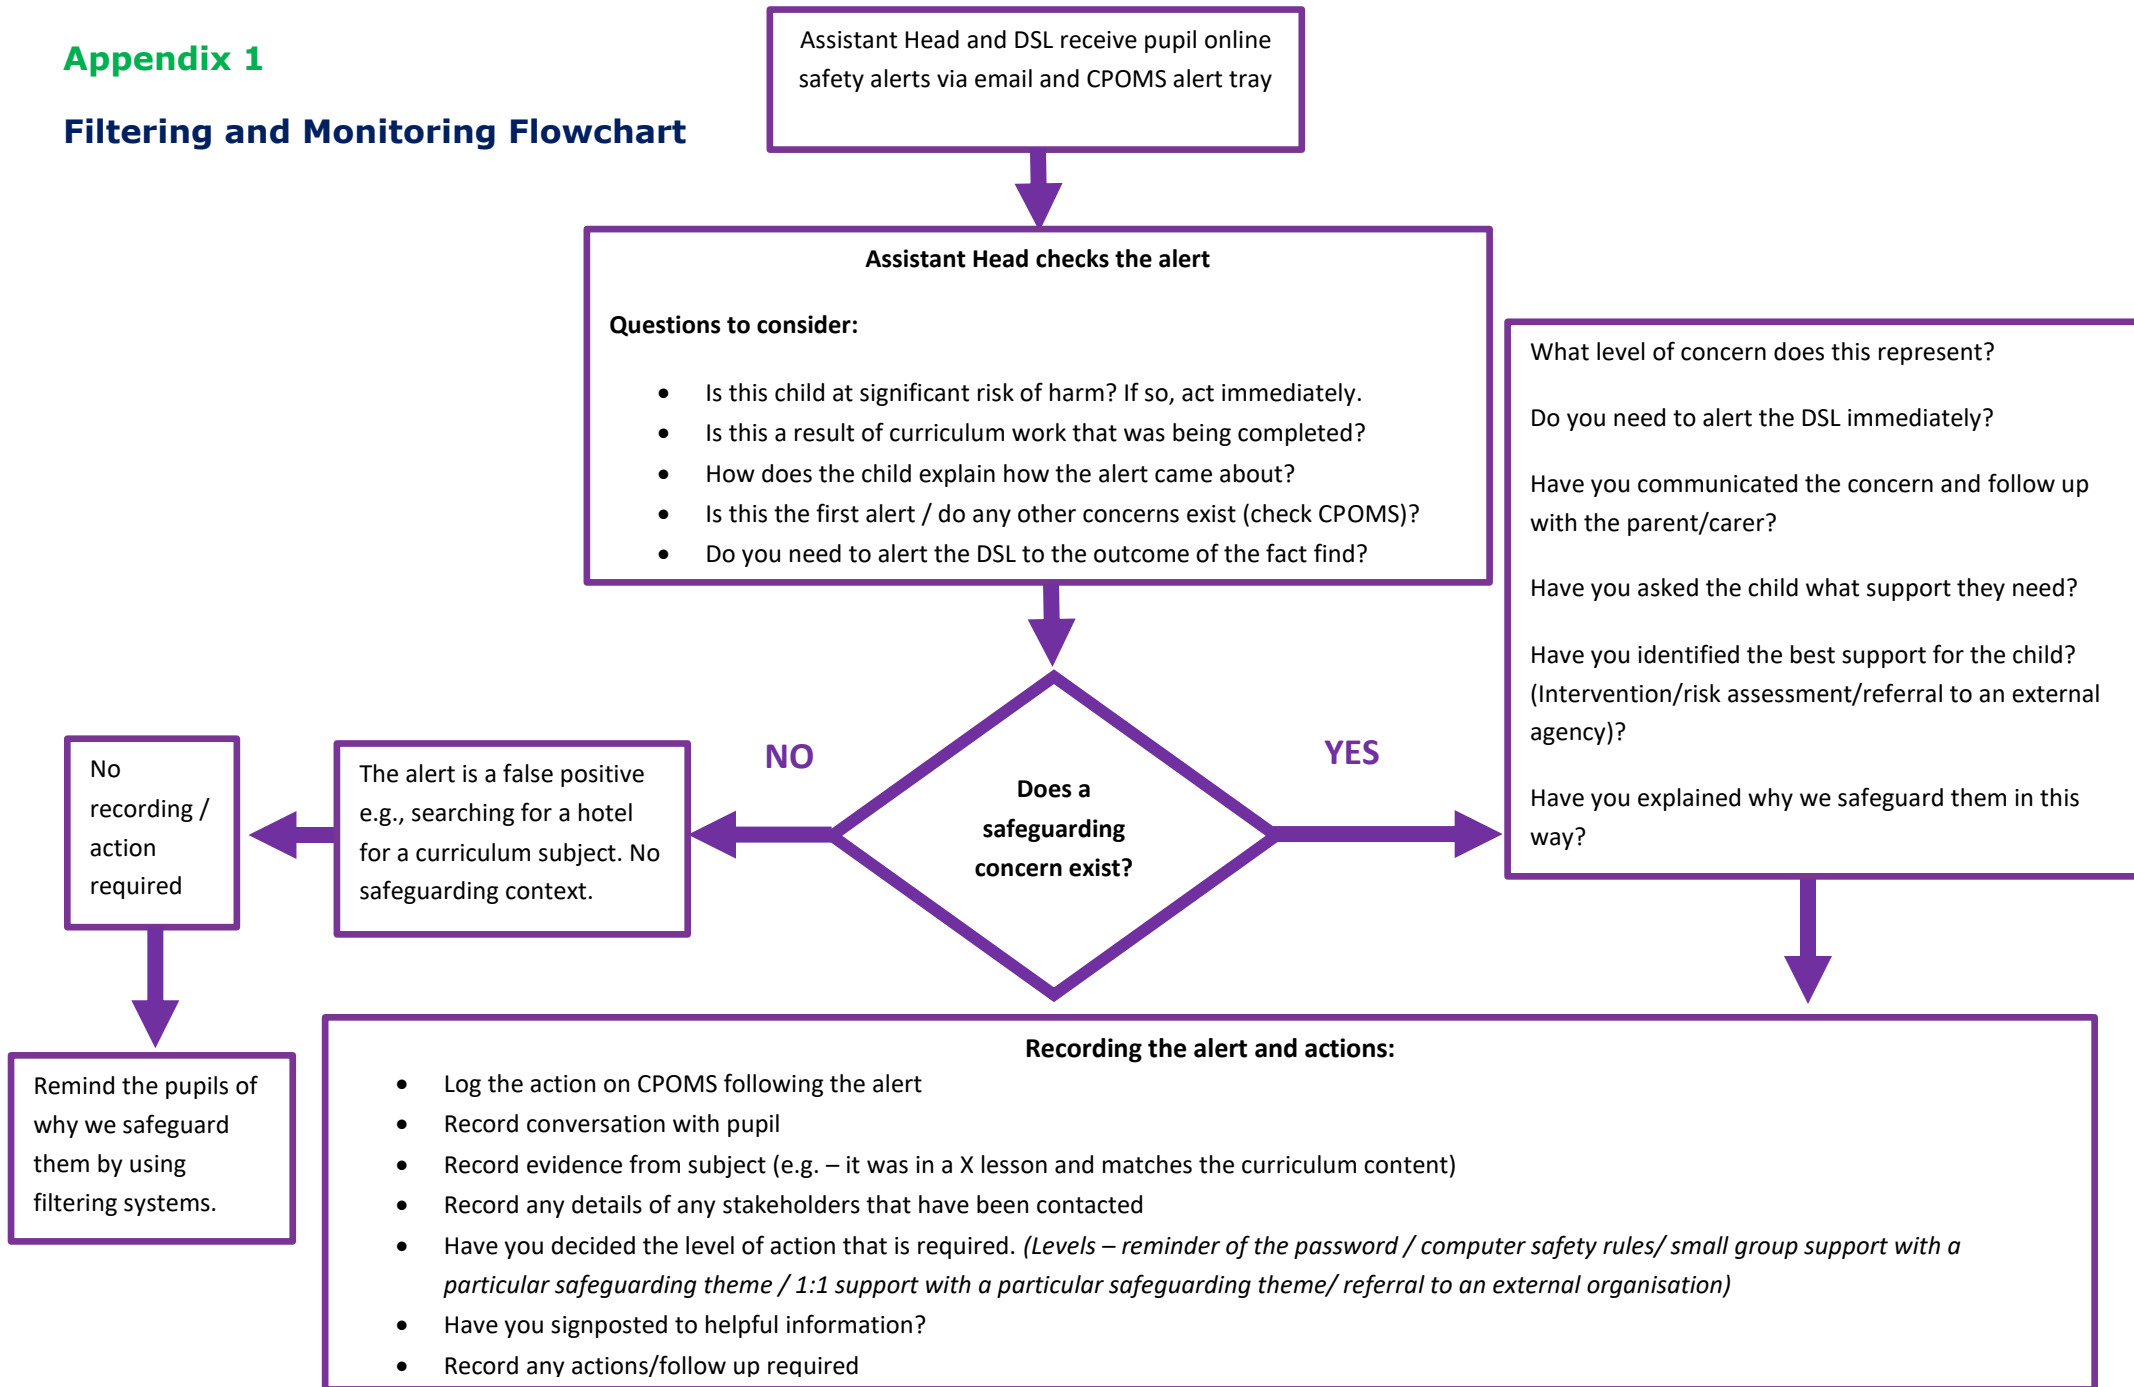 Appendix 1
Filtering and Monitoring Flowchart
Assistant Head and DSL receive pupil online
safety alerts via email and CPOMS alert tray
Assistant Head checks the alert
Questions to consider:
• Is this child at significant risk of harm? If so, act immediately.
• Is this a result of curriculum work that was being completed?
• How does the child explain how the alert came about?
• Is this the first alert / do any other concerns exist (check CPOMS)?
• Do you need to alert the DSL to the outcome of the fact find?
Does a
safeguarding
concern exist?
NO
The alert is a false positive
e.g., searching for a hotel
for a curriculum subject. No
safeguarding context.
No
recording /
action
required
Remind the pupils of
why we safeguard
them by using
filtering systems.
YES
What level of concern does this represent?
Do you need to alert the DSL immediately?
Have you communicated the concern and follow up
with the parent/carer?
Have you asked the child what support they need?
Have you identified the best support for the child?
(Intervention/risk assessment/referral to an external
agency)?
Have you explained why we safeguard them in this
way?
Recording the alert and actions:
• Log the action on CPOMS following the alert
• Record conversation with pupil
• Record evidence from subject (e.g. – it was in a X lesson and matches the curriculum content)
• Record any details of any stakeholders that have been contacted
• Have you decided the level of action that is required. (Levels – reminder of the password / computer safety rules/ small group support with a
particular safeguarding theme / 1:1 support with a particular safeguarding theme/ referral to an external organisation)
• Have you signposted to helpful information?
• Record any actions/follow up required